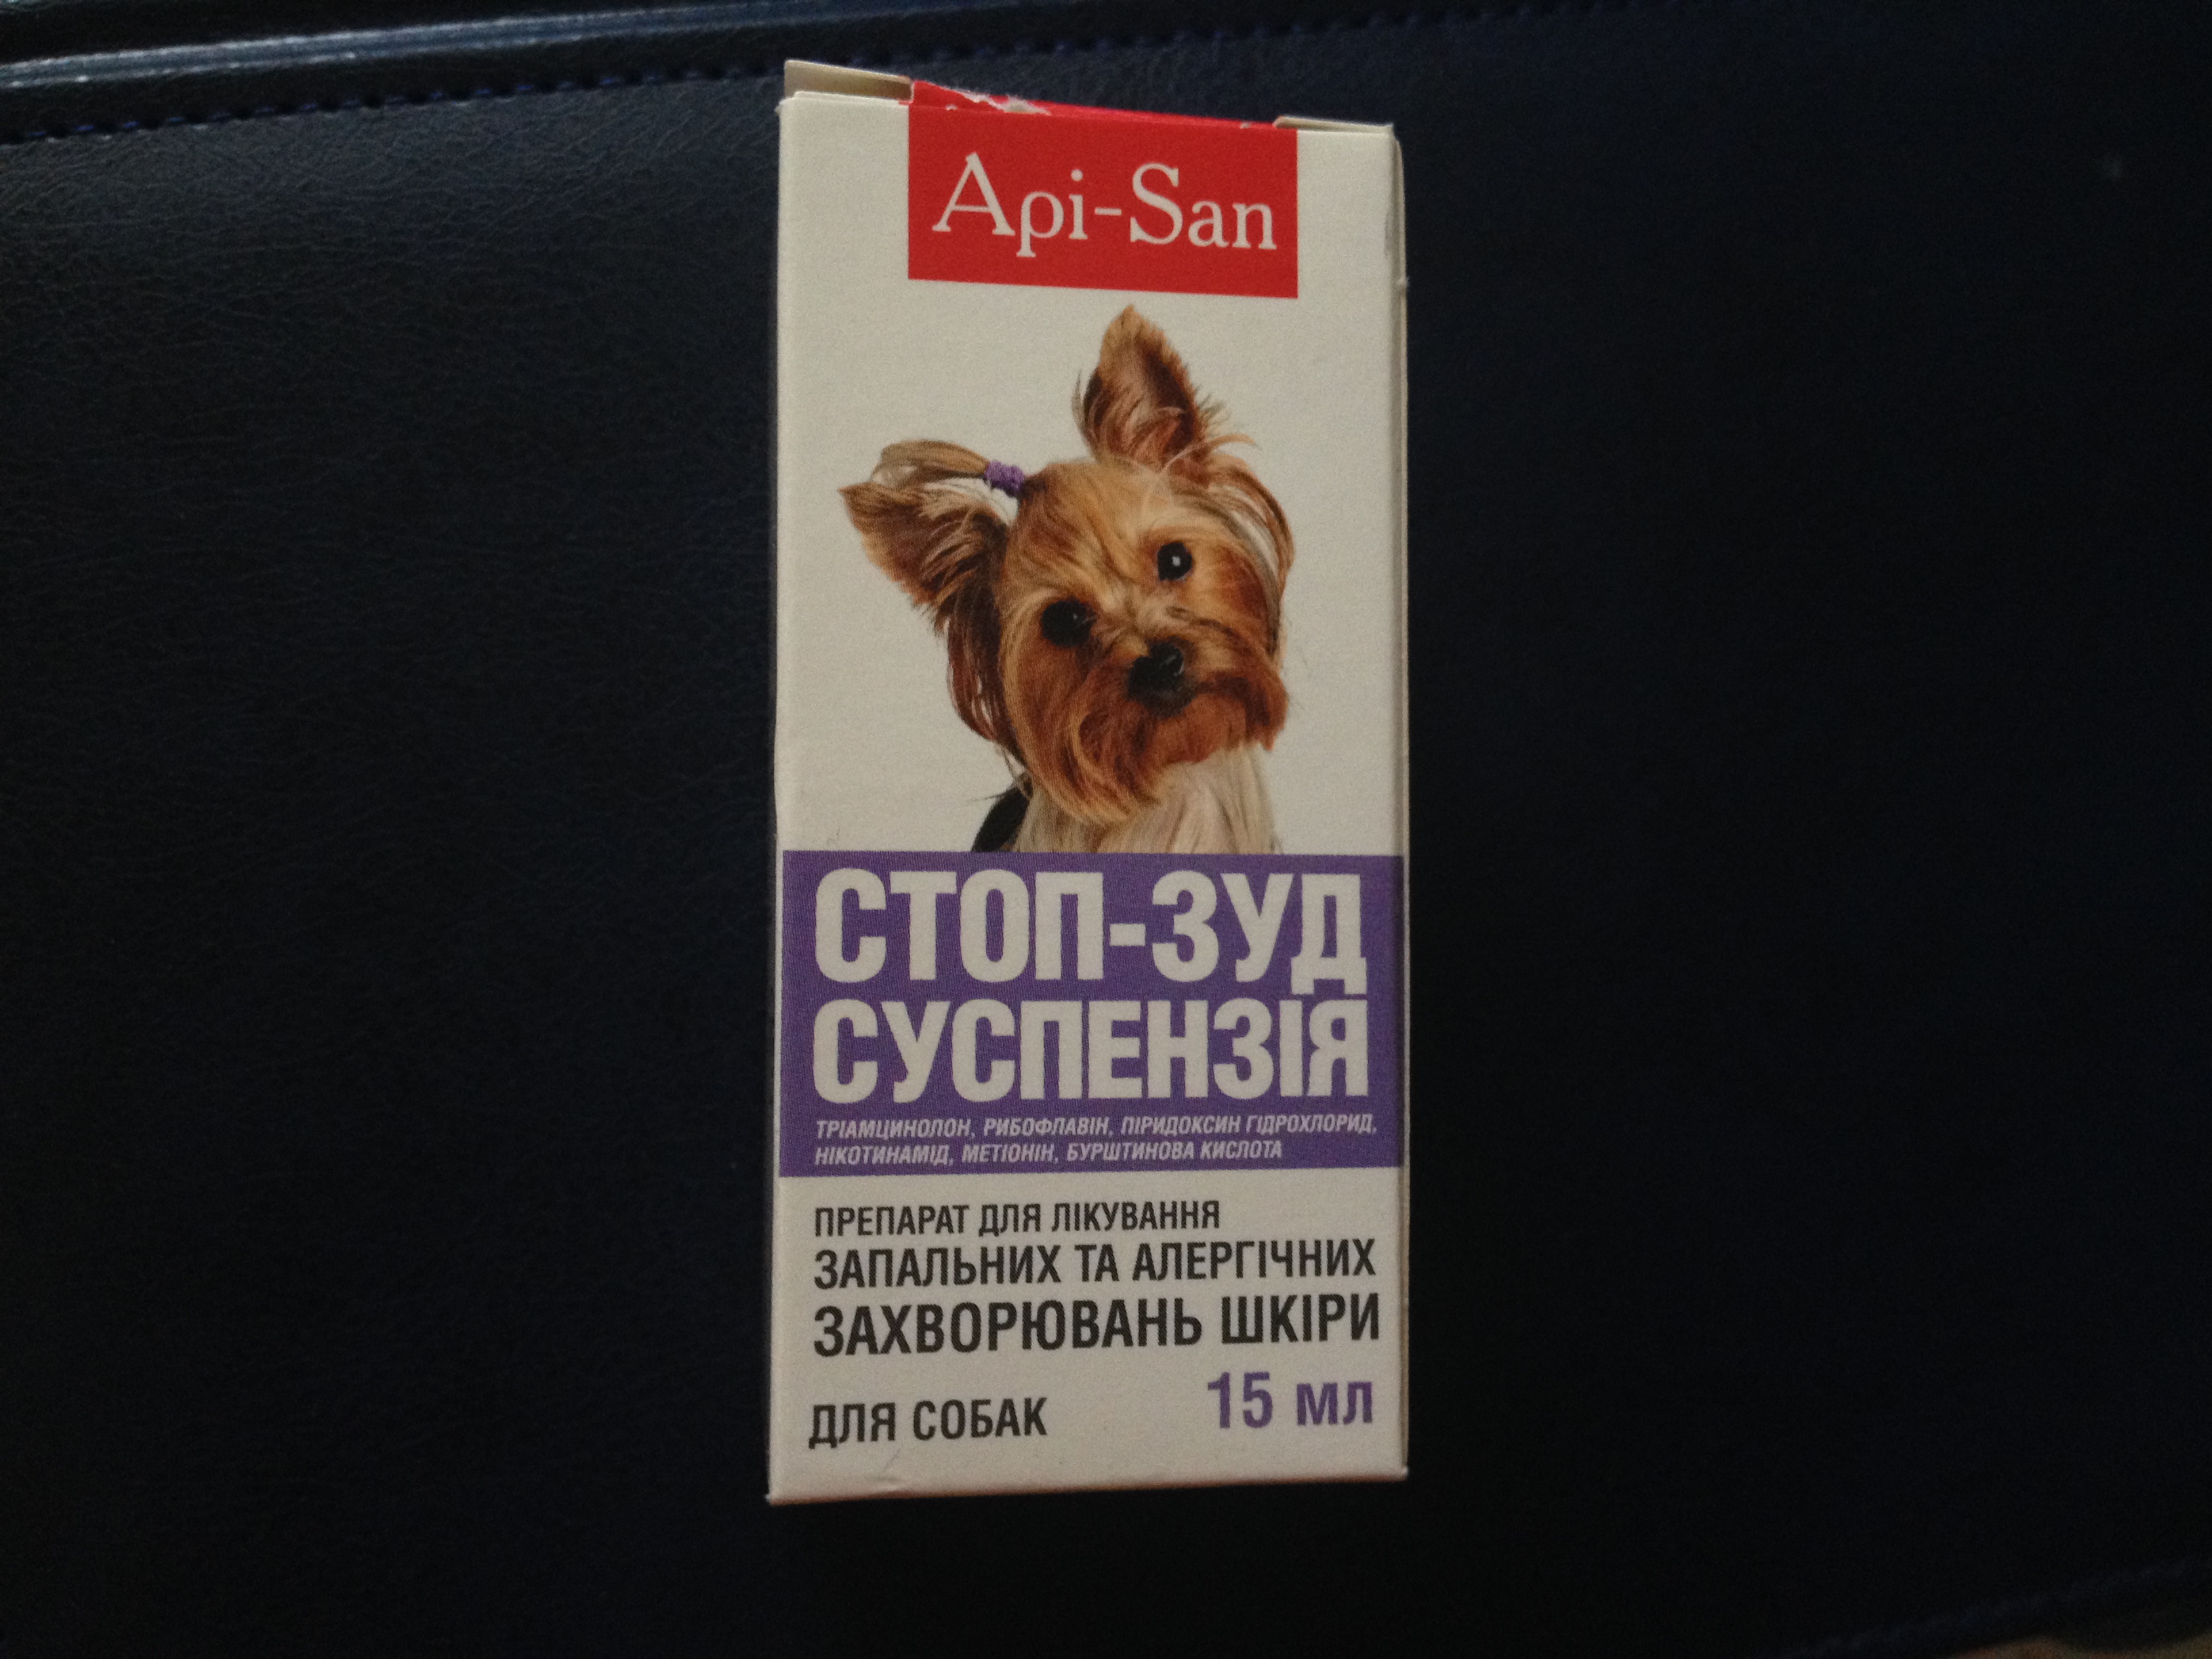 Api-San
СТОП-ЗУД
СУСПЕНЗІЯ
ТРІАМЦИНОЛОН, РИБОФЛАВІН, ПІРИДОКСИН ГІДРОХЛОРИД,
НІКОТИНАМІД, МЕТІОНІН, БУРШТИНОВА КИСЛОТА
ПРЕПАРАТ ДЛЯ ЛІКУВАННЯ
ЗАПАЛЬНИХ ТА АЛЕРГІЧНИХ
ЗАХВОРЮВАНЬ ШКІРИ
ДЛЯ СОБАК 15 мл